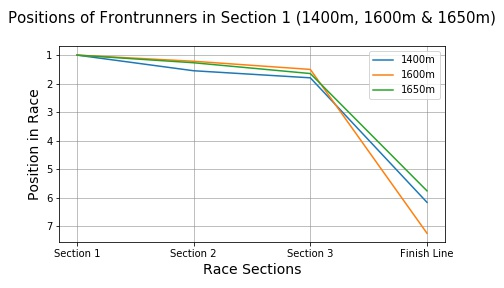 Positions of Frontrunners in Section 1 (1400m, 1600m & 1650m)
1400m
1600m
1650m
1
2
3
4
5
6
7
Position in Race
Section 1
Section 2
Section 3
Finish Line
Race Sections